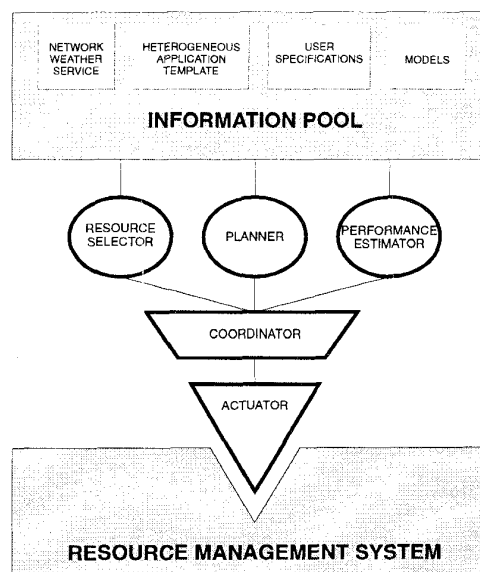 NETWORK
WEATHER
SERVICE
HETEROGENEOUS
APPLICATION
TEMPLATE
USER
SPECIFICATIONS
MODELS
INFORMATION POOL
RESOURCE
SELECTOR
PLANNER
PERFORMANCE
ESTIMATOR
COORDINATOR
ACTUATOR
RESOURCE MANAGEMENT SYSTEM